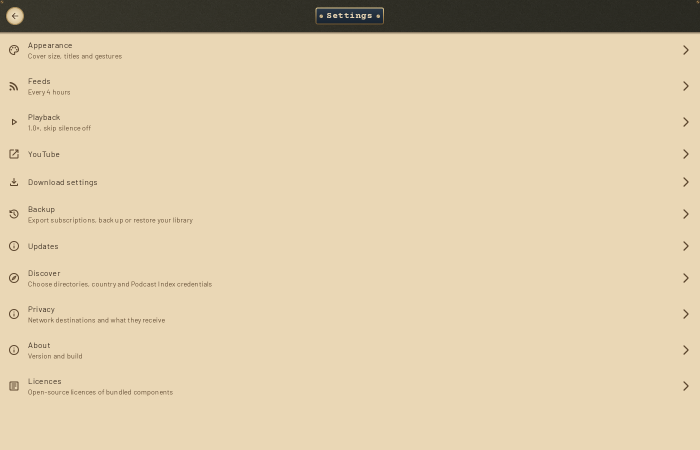 Settings
Appearance
Cover size, titles and gestures
Feeds
Every 4 hours
Playback
1.0×, skip silence off
YouTube
Download settings
Backup
Export subscriptions, back up or restore your library
Updates
Discover
Choose directories, country and Podcast Index credentials
Privacy
Network destinations and what they receive
About
Version and build
Licences
Open-source licences of bundled components